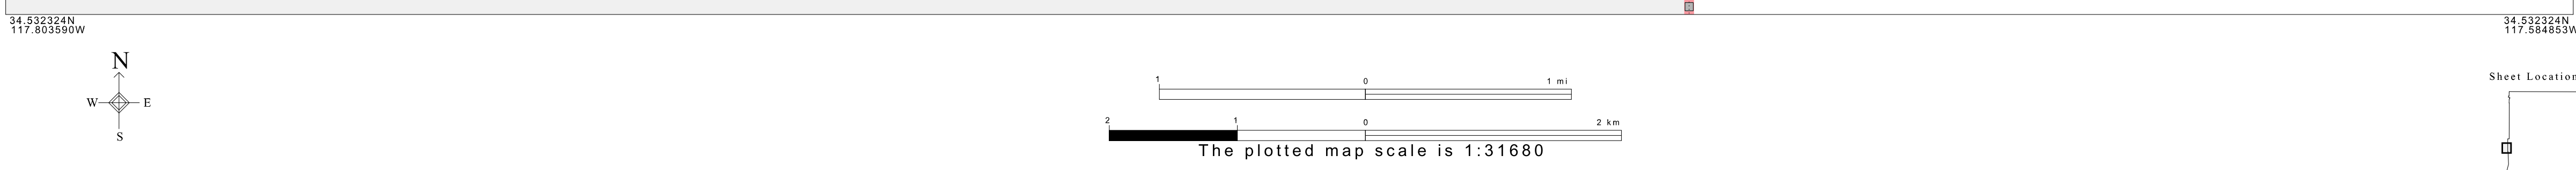 34.532324N
117.803590W
34.532324N
117.584853W
N
W E
S
1 0 1 mi
2 1 0 2 km
The plotted map scale is 1:31680
Sheet Location